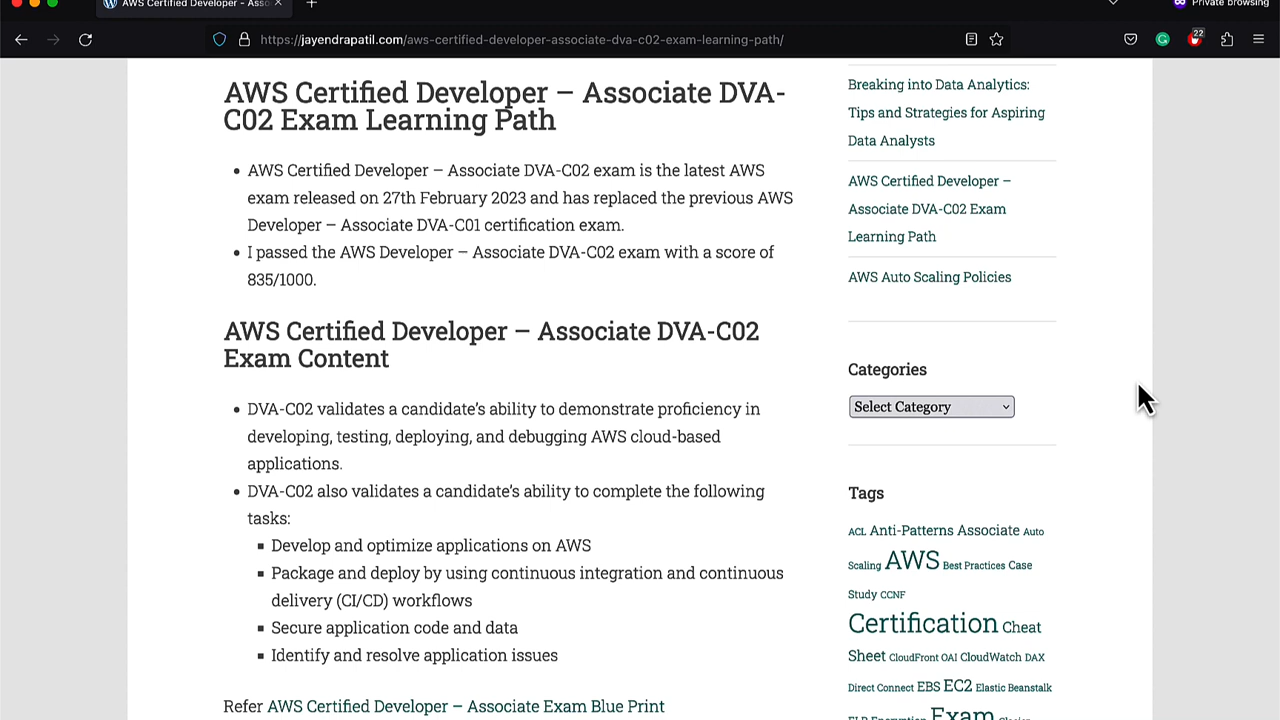 AWS Certified Developer - Asso
Private browsing
https://jayendrapatil.com/aws-certified-developer-associate-dva-c02-exam-learning-path/
22
AWS Certified Developer – Associate DVA-
C02 Exam Learning Path
AWS Certified Developer – Associate DVA-C02 exam is the latest AWS
exam released on 27th February 2023 and has replaced the previous AWS
Developer – Associate DVA-C01 certification exam.
I passed the AWS Developer – Associate DVA-C02 exam with a score of
835/1000.
AWS Certified Developer – Associate DVA-C02
Exam Content
DVA-C02 validates a candidate's ability to demonstrate proficiency in
developing, testing, deploying, and debugging AWS cloud-based
applications.
DVA-C02 also validates a candidate's ability to complete the following
tasks:
Develop and optimize applications on AWS
Package and deploy by using continuous integration and continuous
delivery (CI/CD) workflows
Secure application code and data
Identify and resolve application issues
Refer AWS Certified Developer – Associate Exam Blue Print
Breaking into Data Analytics:
Tips and Strategies for Aspiring
Data Analysts
AWS Certified Developer –
Associate DVA-C02 Exam
Learning Path
AWS Auto Scaling Policies
Categories
Select Category
Tags
ACL Anti-Patterns Associate Auto
Scaling AWS Best Practices Case
Study CCNF
Certification Cheat
Sheet CloudFront OAI CloudWatch DAX
Direct Connect EBS EC2 Elastic Beanstalk
ELB Encryption Exam Glacier